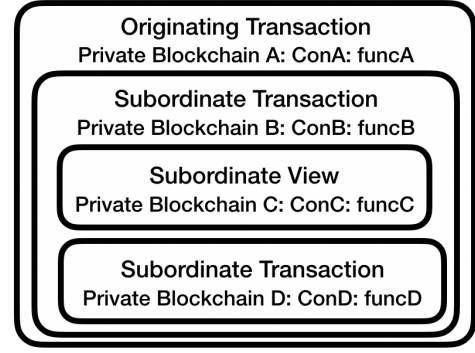 Originating Transaction
Private Blockchain A: ConA: funcA
Subordinate Transaction
Private Blockchain B: ConB: funcB
Subordinate View
Private Blockchain C: ConC: funcC
Subordinate Transaction
Private Blockchain D: ConD: funcD